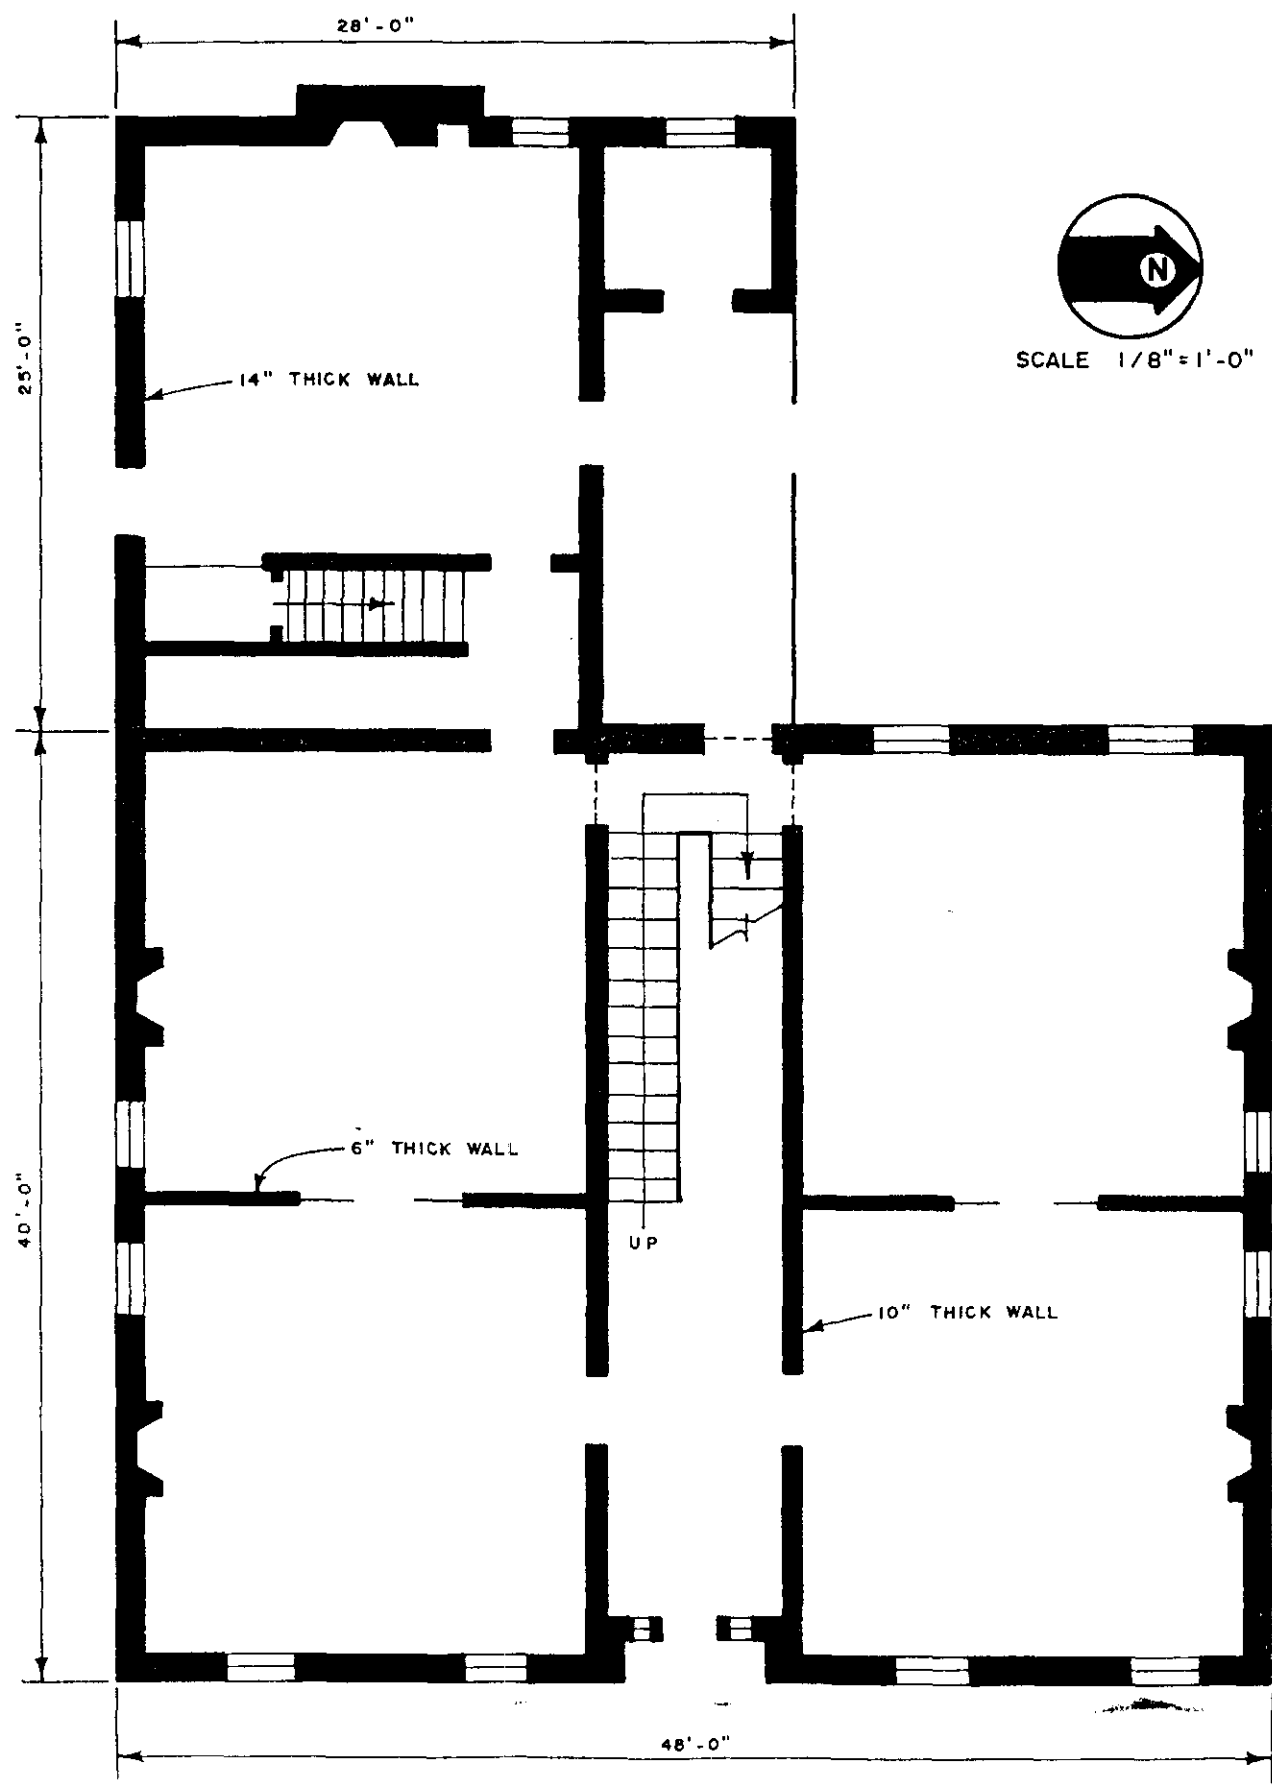 28'-0"
N
SCALE 1/8"=1'-0"
25'-0"
14" THICK WALL
6" THICK WALL
40'-0"
UP
10" THICK WALL
48'-0"